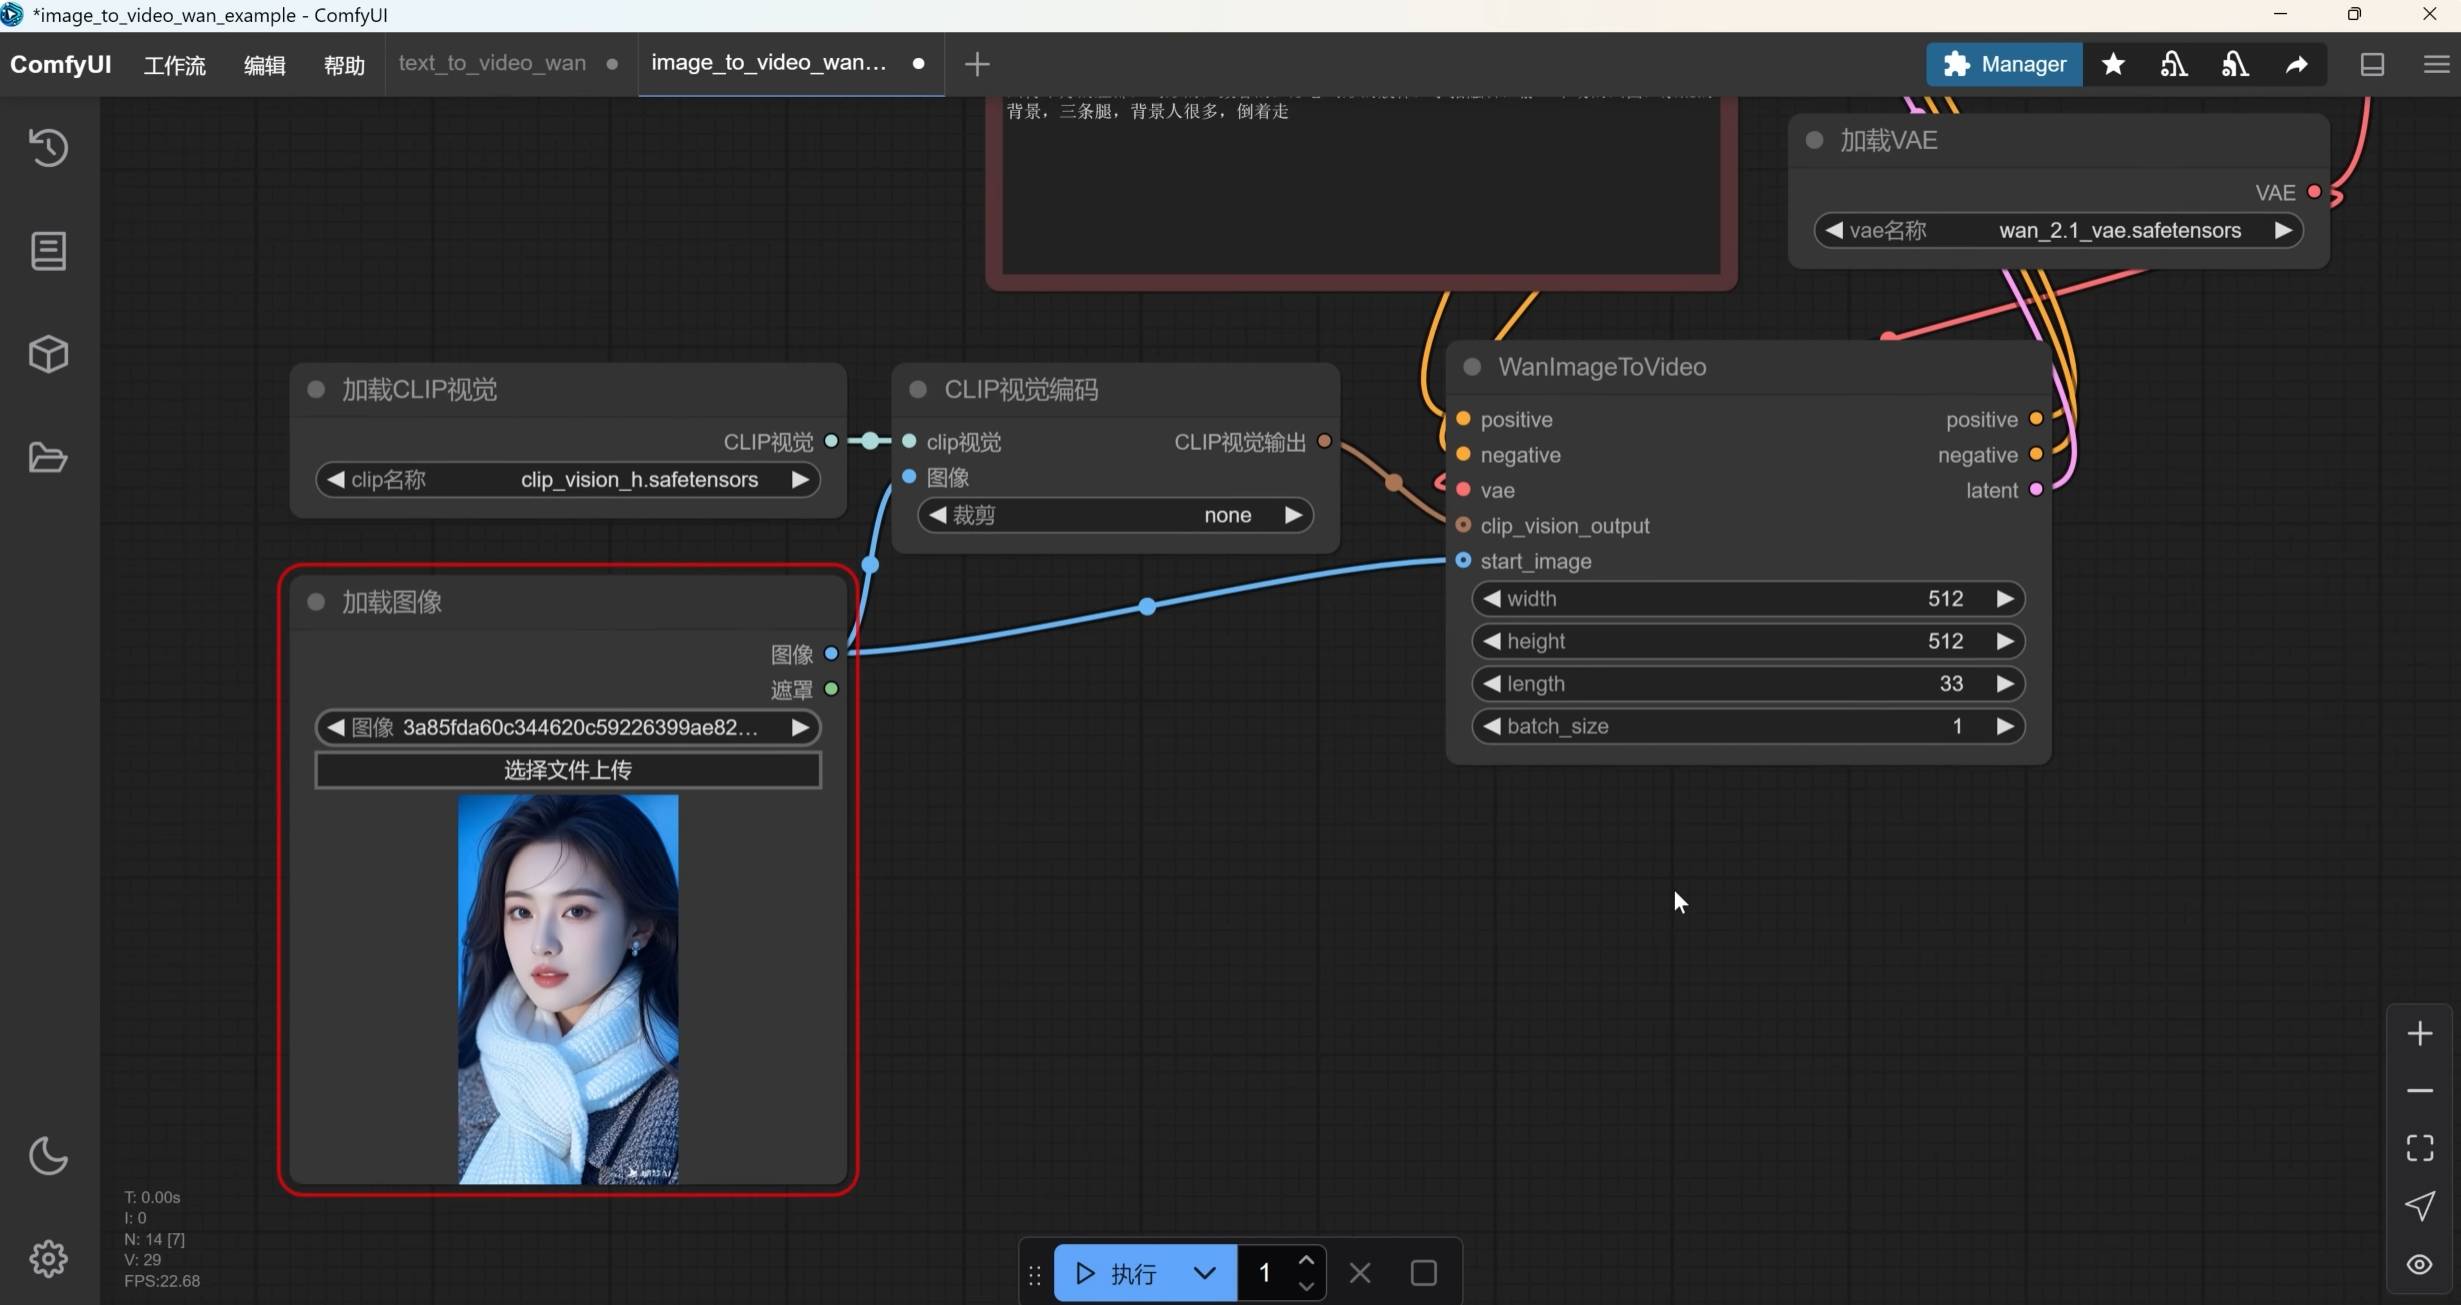 *image_to_video_wan_example - ComfyUI
ComfyUI 工作流 编辑 帮助 text_to_video_wan image_to_video_wan... Manager
背景，三条腿，背景人很多，倒着走
加载VAE
VAE
vae名称 wan_2.1_vae.safetensors
加载CLIP视觉
CLIP视觉
clip名称 clip_vision_h.safetensors
CLIP视觉编码
clip视觉 CLIP视觉输出
图像
裁剪 none
WanImageToVideo
positive positive
negative negative
vae latent
clip_vision_output
start_image
width 512
height 512
length 33
batch_size 1
加载图像
图像
遮罩
图像 3a85fda60c344620c59226399ae82...
选择文件上传
T: 0.00s
I: 0
N: 14 [7]
V: 29
FPS:22.68
执行 1